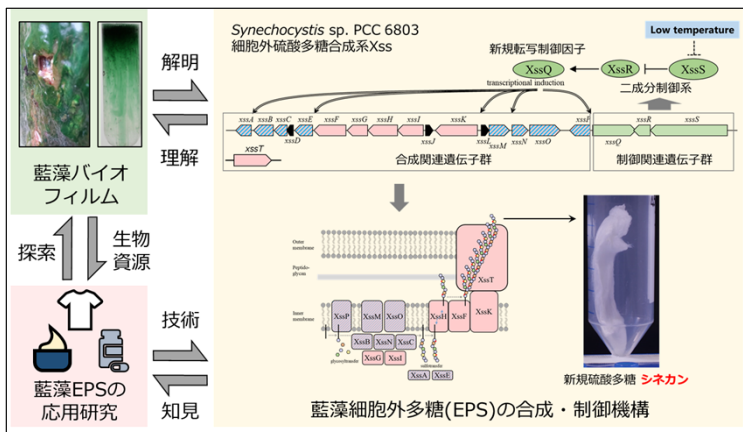 Synechocystis sp. PCC 6803
細胞外硫酸多糖合成系Xss
Low temperature
新規転写制御因子
XssQ
XssR
XssS
transcriptional induction
二成分制御系
xssA
xssB
xssC
xssD
xssE
xssF
xssG
xssH
xssI
xssJ
xssK
xssL
xssM
xssN
xssO
xssP
xssQ
xssR
xssS
xssT
合成関連遺伝子群
制御関連遺伝子群
解明
理解
藍藻バイオ
フィルム
探索
生物
資源
技術
知見
藍藻EPSの
応用研究
Outer
membrane
Peptido-
glycan
Inner
membrane
XssT
XssP
XssM
XssO
XssH
XssF
XssK
XssB
XssN
XssC
XssG
XssI
XssA
XssE
glycosyltransfer
sulfotransfer
新規硫酸多糖 シネカン
藍藻細胞外多糖(EPS)の合成・制御機構